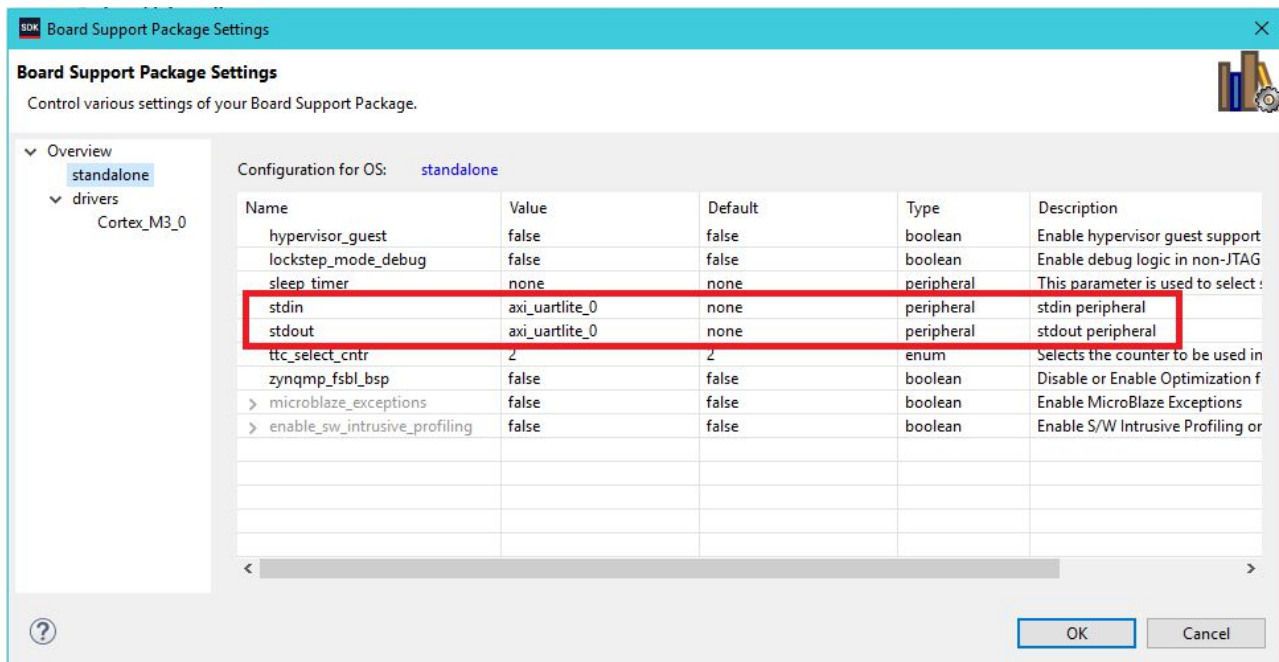 SDK Board Support Package Settings
Board Support Package Settings
Control various settings of your Board Support Package.
Overview
standalone
drivers
Cortex_M3_0
Configuration for OS: standalone
Name Value Default Type Description
hypervisor_guest false false boolean Enable hypervisor guest support
lockstep_mode_debug false false boolean Enable debug logic in non-JTAG
sleep_timer none none peripheral This parameter is used to select
stdin axi_uartlite_0 none peripheral stdin peripheral
stdout axi_uartlite_0 none peripheral stdout peripheral
ttc_select_cntr 2 2 enum Selects the counter to be used in
zynqmp_fsbl_bsp false false boolean Disable or Enable Optimization f
microblaze_exceptions false false boolean Enable MicroBlaze Exceptions
enable_sw_intrusive_profiling false false boolean Enable S/W Intrusive Profiling or
OK Cancel